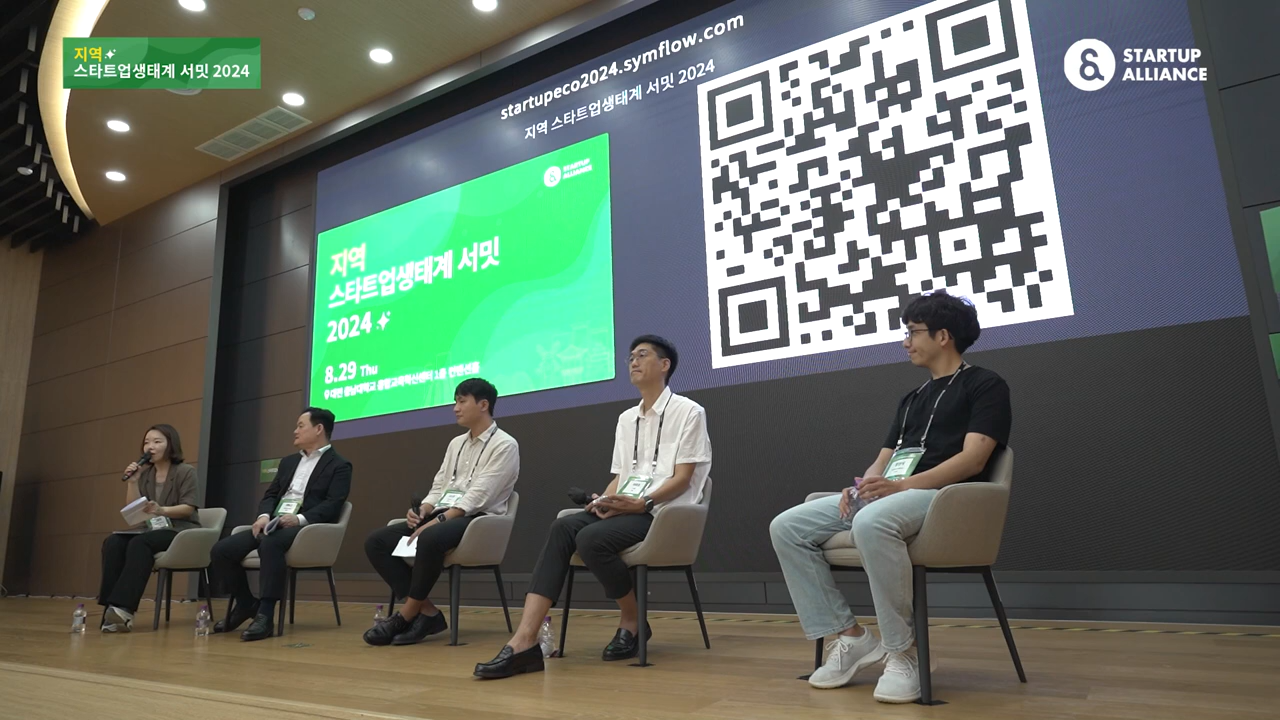 지역
스타트업생태계 서밋 2024
STARTUP
ALLIANCE
startupeco2024.symflow.com
지역 스타트업생태계 서밋 2024
STARTUP
ALLIANCE
지역
스타트업생태계 서밋
2024
8.29 Thu